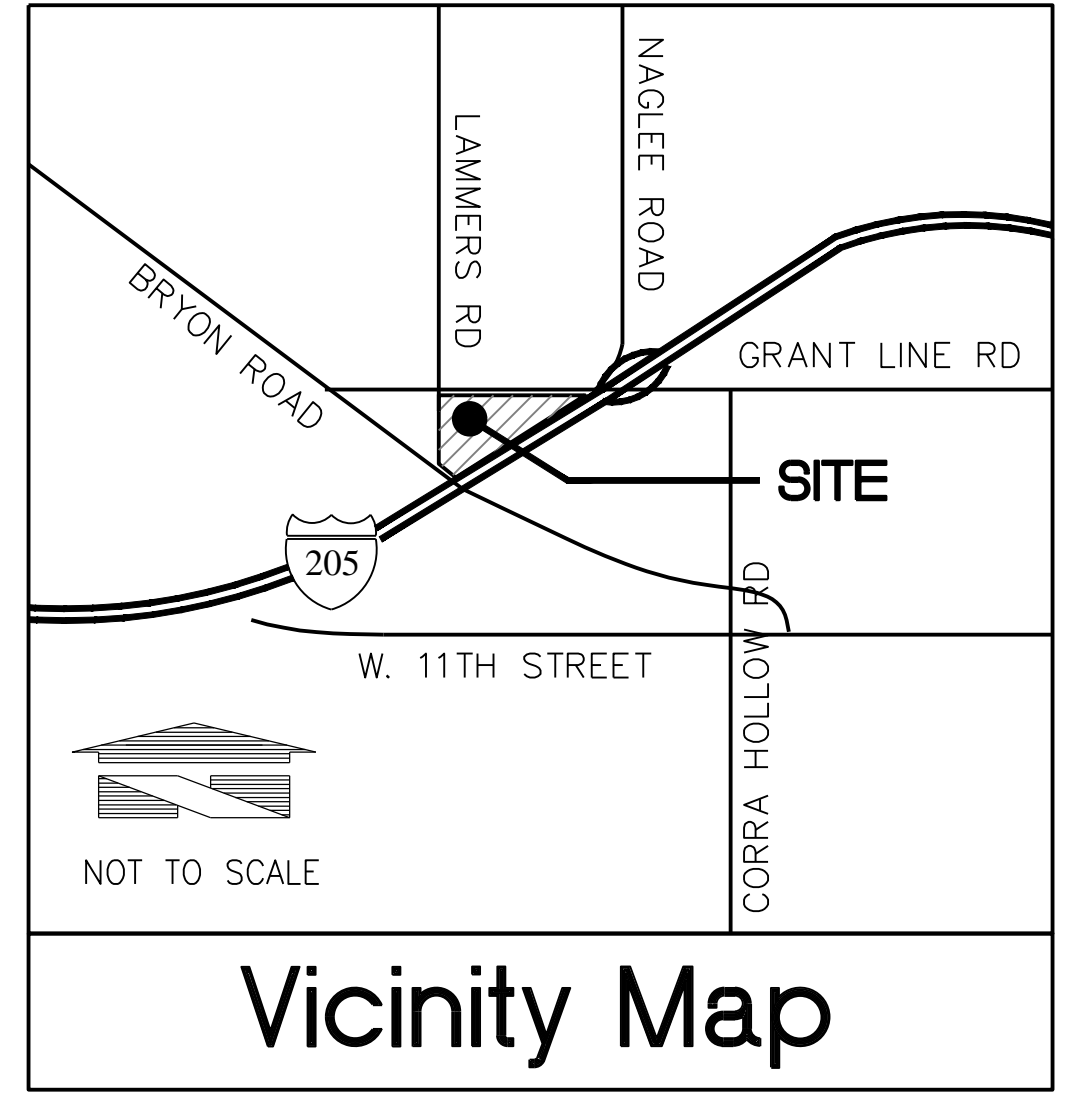 NAGLEE ROAD
LAMMERS RD
BRYON ROAD
GRANT LINE RD
SITE
205
W. 11TH STREET
CORRA HOLLOW RD
NOT TO SCALE
Vicinity Map